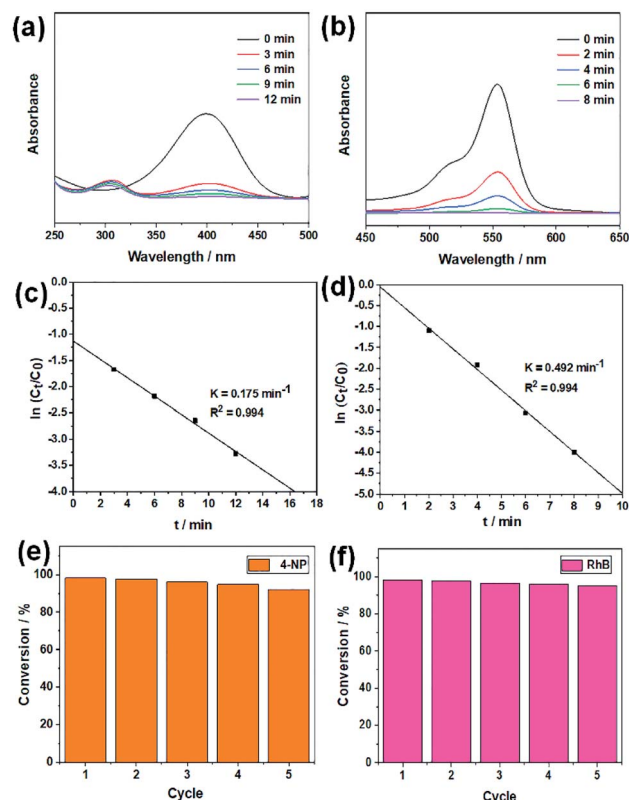 (a)
0 min
3 min
6 min
9 min
12 min
Absorbance
250 300 350 400 450 500
Wavelength / nm
(b)
0 min
2 min
4 min
6 min
8 min
Absorbance
450 500 550 600 650
Wavelength / nm
(c)
0.0
-0.5
-1.0
-1.5
-2.0
-2.5
-3.0
-3.5
-4.0
ln (Ct/C0)
K = 0.175 min⁻¹
R² = 0.994
0 2 4 6 8 10 12 14 16 18
t / min
(d)
0.0
-0.5
-1.0
-1.5
-2.0
-2.5
-3.0
-3.5
-4.0
-4.5
-5.0
ln (Ct/C0)
K = 0.492 min⁻¹
R² = 0.994
0 2 4 6 8 10
t / min
(e)
4-NP
100
80
60
40
20
0
Conversion / %
1 2 3 4 5
Cycle
(f)
RhB
100
80
60
40
20
0
Conversion / %
1 2 3 4 5
Cycle